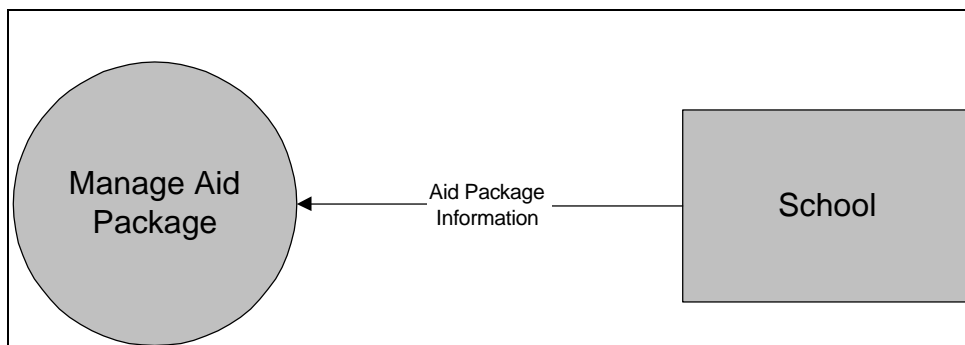 Manage Aid
Package
Aid Package
Information
School